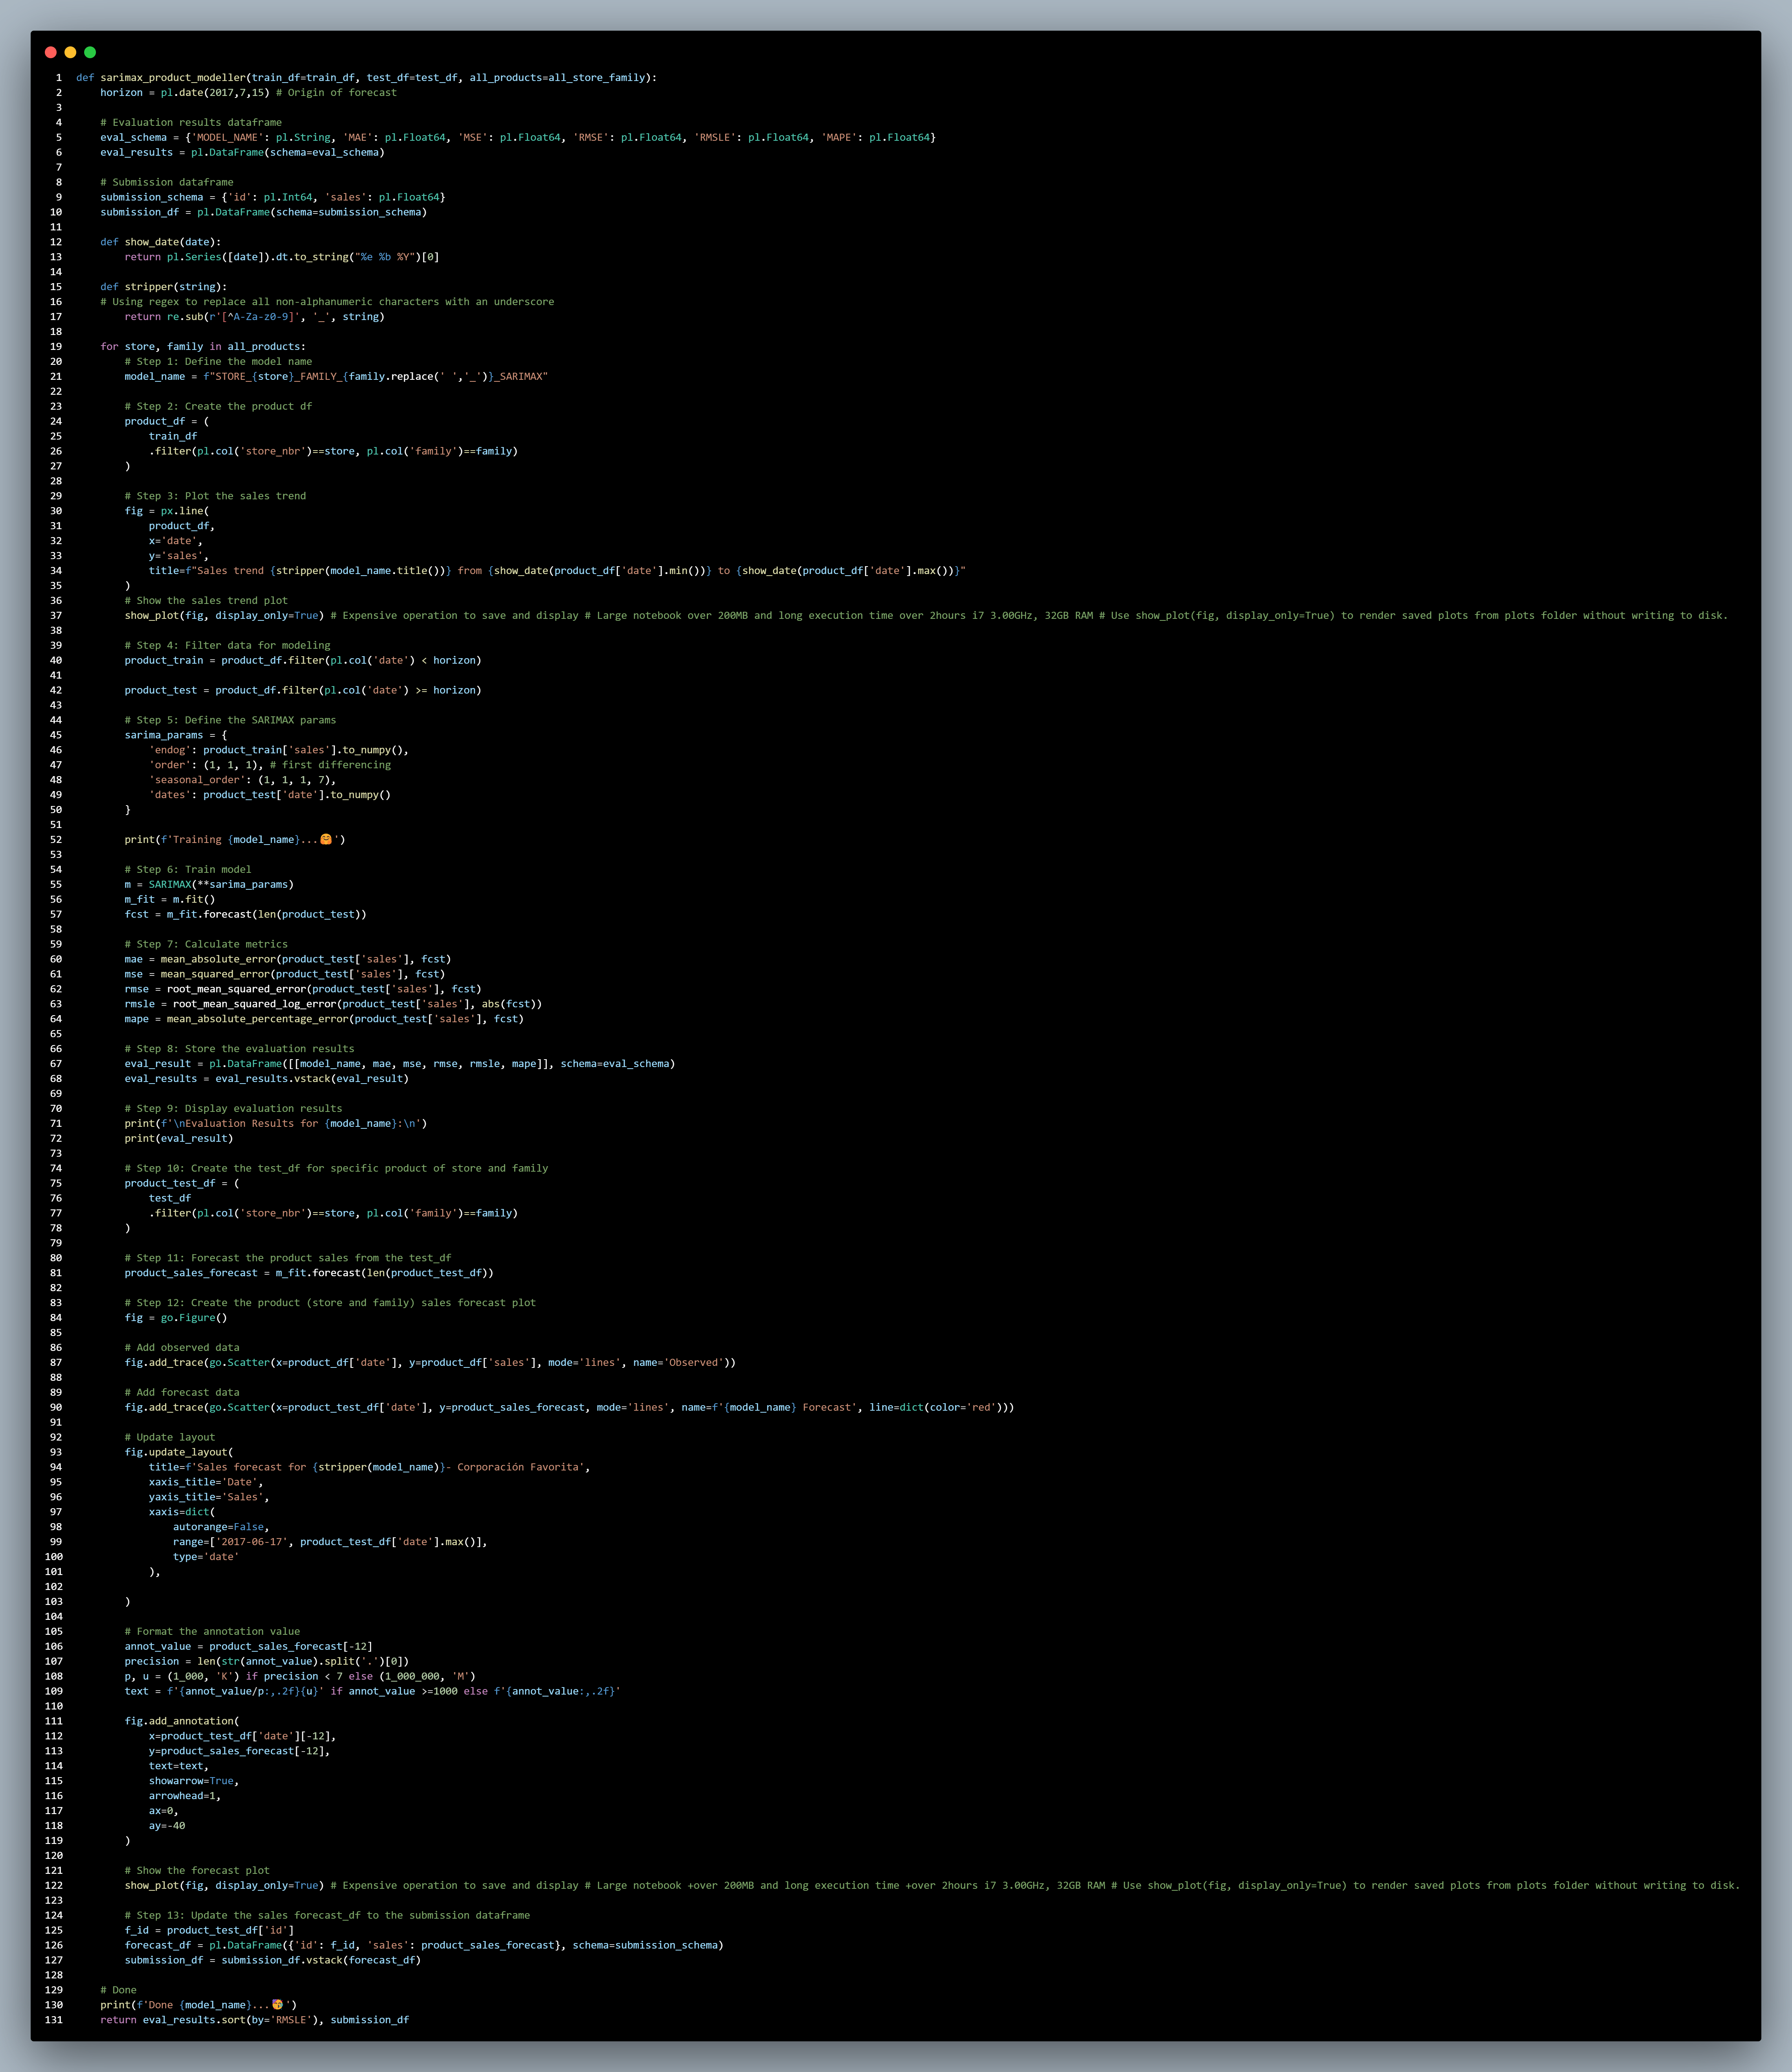 1 def sarimax_product_modeller(train_df=train_df, test_df=test_df, all_products=all_store_family):
2     horizon = pl.date(2017,7,15) # Origin of forecast
3
4     # Evaluation results dataframe
5     eval_schema = {'MODEL_NAME': pl.String, 'MAE': pl.Float64, 'MSE': pl.Float64, 'RMSE': pl.Float64, 'RMSLE': pl.Float64, 'MAPE': pl.Float64}
6     eval_results = pl.DataFrame(schema=eval_schema)
7
8     # Submission dataframe
9     submission_schema = {'id': pl.Int64, 'sales': pl.Float64}
10     submission_df = pl.DataFrame(schema=submission_schema)
11
12     def show_date(date):
13         return pl.Series([date]).dt.to_string("%e %b %Y")[0]
14
15     def stripper(string):
16     # Using regex to replace all non-alphanumeric characters with an underscore
17         return re.sub(r'[^A-Za-z0-9]', '_', string)
18
19     for store, family in all_products:
20         # Step 1: Define the model name
21         model_name = f"STORE_{store}_FAMILY_{family.replace(' ','_')}_SARIMAX"
22
23         # Step 2: Create the product df
24         product_df = (
25             train_df
26             .filter(pl.col('store_nbr')==store, pl.col('family')==family)
27         )
28
29         # Step 3: Plot the sales trend
30         fig = px.line(
31             product_df,
32             x='date',
33             y='sales',
34             title=f"Sales trend {stripper(model_name.title())} from {show_date(product_df['date'].min())} to {show_date(product_df['date'].max())}"
35         )
36         # Show the sales trend plot
37         show_plot(fig, display_only=True) # Expensive operation to save and display # Large notebook over 200MB and long execution time over 2hours i7 3.00GHz, 32GB RAM # Use show_plot(fig, display_only=True) to render saved plots from plots folder without writing to disk.
38
39         # Step 4: Filter data for modeling
40         product_train = product_df.filter(pl.col('date') < horizon)
41
42         product_test = product_df.filter(pl.col('date') >= horizon)
43
44         # Step 5: Define the SARIMAX params
45         sarima_params = {
46             'endog': product_train['sales'].to_numpy(),
47             'order': (1, 1, 1), # first differencing
48             'seasonal_order': (1, 1, 1, 7),
49             'dates': product_test['date'].to_numpy()
50         }
51
52         print(f'Training {model_name}...🤗')
53
54         # Step 6: Train model
55         m = SARIMAX(**sarima_params)
56         m_fit = m.fit()
57         fcst = m_fit.forecast(len(product_test))
58
59         # Step 7: Calculate metrics
60         mae = mean_absolute_error(product_test['sales'], fcst)
61         mse = mean_squared_error(product_test['sales'], fcst)
62         rmse = root_mean_squared_error(product_test['sales'], fcst)
63         rmsle = root_mean_squared_log_error(product_test['sales'], abs(fcst))
64         mape = mean_absolute_percentage_error(product_test['sales'], fcst)
65
66         # Step 8: Store the evaluation results
67         eval_result = pl.DataFrame([[model_name, mae, mse, rmse, rmsle, mape]], schema=eval_schema)
68         eval_results = eval_results.vstack(eval_result)
69
70         # Step 9: Display evaluation results
71         print(f'\nEvaluation Results for {model_name}:\n')
72         print(eval_result)
73
74         # Step 10: Create the test_df for specific product of store and family
75         product_test_df = (
76             test_df
77             .filter(pl.col('store_nbr')==store, pl.col('family')==family)
78         )
79
80         # Step 11: Forecast the product sales from the test_df
81         product_sales_forecast = m_fit.forecast(len(product_test_df))
82
83         # Step 12: Create the product (store and family) sales forecast plot
84         fig = go.Figure()
85
86         # Add observed data
87         fig.add_trace(go.Scatter(x=product_df['date'], y=product_df['sales'], mode='lines', name='Observed'))
88
89         # Add forecast data
90         fig.add_trace(go.Scatter(x=product_test_df['date'], y=product_sales_forecast, mode='lines', name=f'{model_name} Forecast', line=dict(color='red')))
91
92         # Update layout
93         fig.update_layout(
94             title=f'Sales forecast for {stripper(model_name)}- Corporación Favorita',
95             xaxis_title='Date',
96             yaxis_title='Sales',
97             xaxis=dict(
98                 autorange=False,
99                 range=['2017-06-17', product_test_df['date'].max()],
100                 type='date'
101             ),
102
103         )
104
105         # Format the annotation value
106         annot_value = product_sales_forecast[-12]
107         precision = len(str(annot_value).split('.')[0])
108         p, u = (1_000, 'K') if precision < 7 else (1_000_000, 'M')
109         text = f'{annot_value/p:,.2f}{u}' if annot_value >=1000 else f'{annot_value:,.2f}'
110
111         fig.add_annotation(
112             x=product_test_df['date'][-12],
113             y=product_sales_forecast[-12],
114             text=text,
115             showarrow=True,
116             arrowhead=1,
117             ax=0,
118             ay=-40
119         )
120
121         # Show the forecast plot
122         show_plot(fig, display_only=True) # Expensive operation to save and display # Large notebook +over 200MB and long execution time +over 2hours i7 3.00GHz, 32GB RAM # Use show_plot(fig, display_only=True) to render saved plots from plots folder without writing to disk.
123
124         # Step 13: Update the sales forecast_df to the submission dataframe
125         f_id = product_test_df['id']
126         forecast_df = pl.DataFrame({'id': f_id, 'sales': product_sales_forecast}, schema=submission_schema)
127         submission_df = submission_df.vstack(forecast_df)
128
129     # Done
130     print(f'Done {model_name}...🥳')
131     return eval_results.sort(by='RMSLE'), submission_df